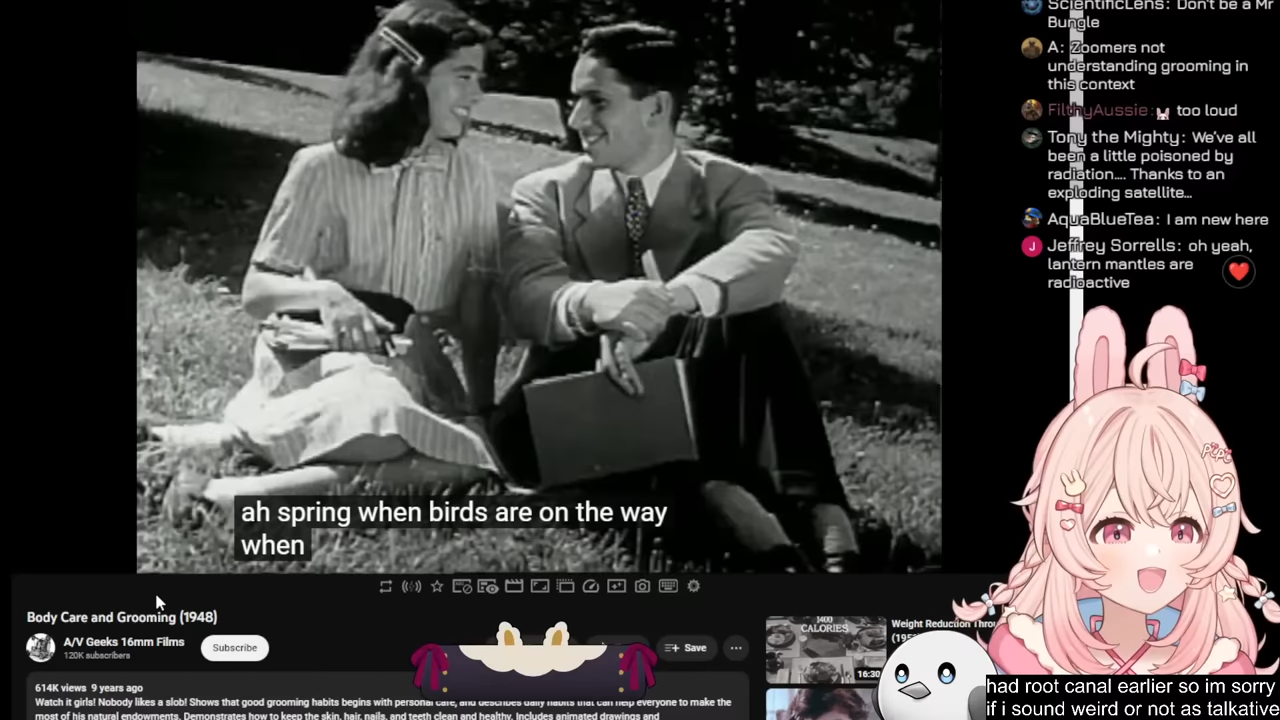 ScientificLens: Don't be a Mr
Bungle
A: Zoomers not
understanding grooming in
this context
FilthyAussie: too loud
Tony the Mighty: We've all
been a little poisoned by
radiation.... Thanks to an
exploding satellite...
AquaBlueTea: I am new here
J
Jeffrey Sorrells: oh yeah,
lantern mantles are
radioactive
ah spring when birds are on the way
when
Body Care and Grooming (1948)
A/V Geeks 16mm Films
120K subscribers
Subscribe
Save
614K views 9 years ago
Watch it girls! Nobody likes a slob! Shows that good grooming habits begins with personal care, and describes daily habits that can help everyone to make the
most of his natural endowments. Demonstrates how to keep the skin, hair, nails, and teeth clean and healthy. Includes animated drawings and
1400
CALORIES
16:30
Weight Reduction Throu
had root canal earlier so im sorry
if i sound weird or not as talkative